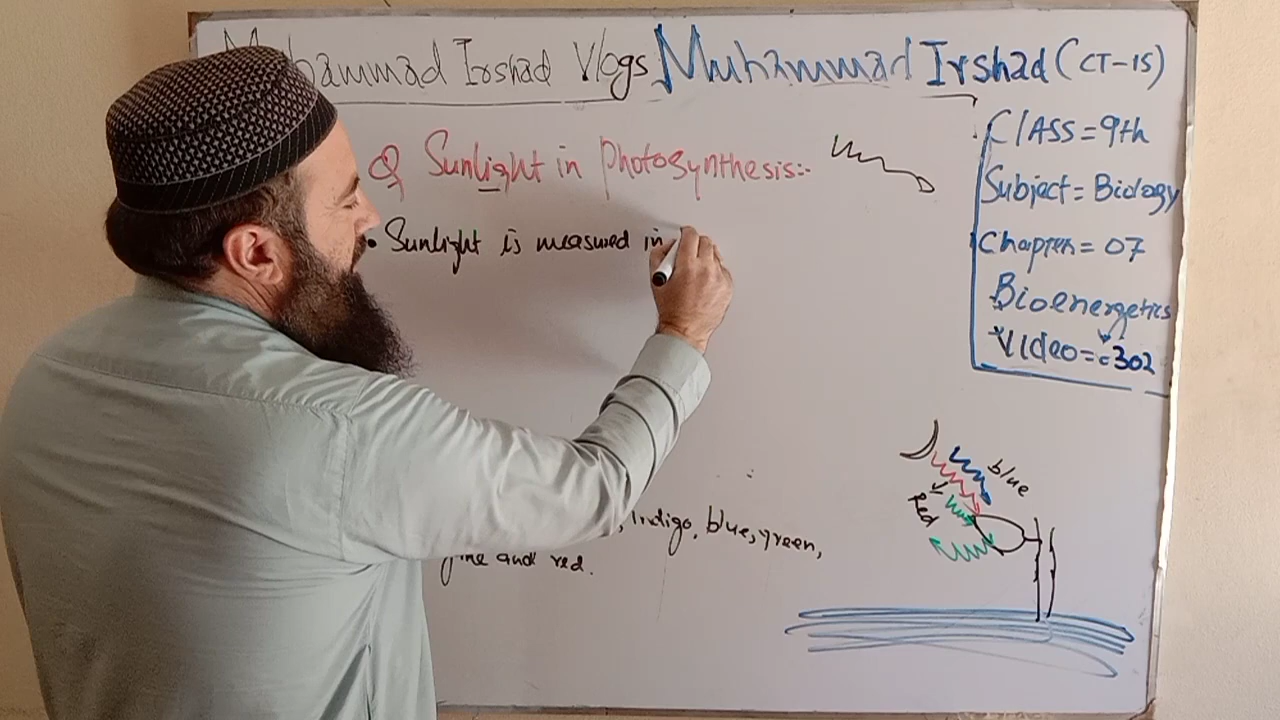 Muhammad Irshad Vlogs Muhammad Irshad (CT-15)
Class = 9th
Subject = Biology
Chapter = 07
Bioenergetics
Video = 302
Q Sunlight in Photosynthesis:-
• Sunlight is measured in
Indigo, blue, green,
and red.
blue
Red